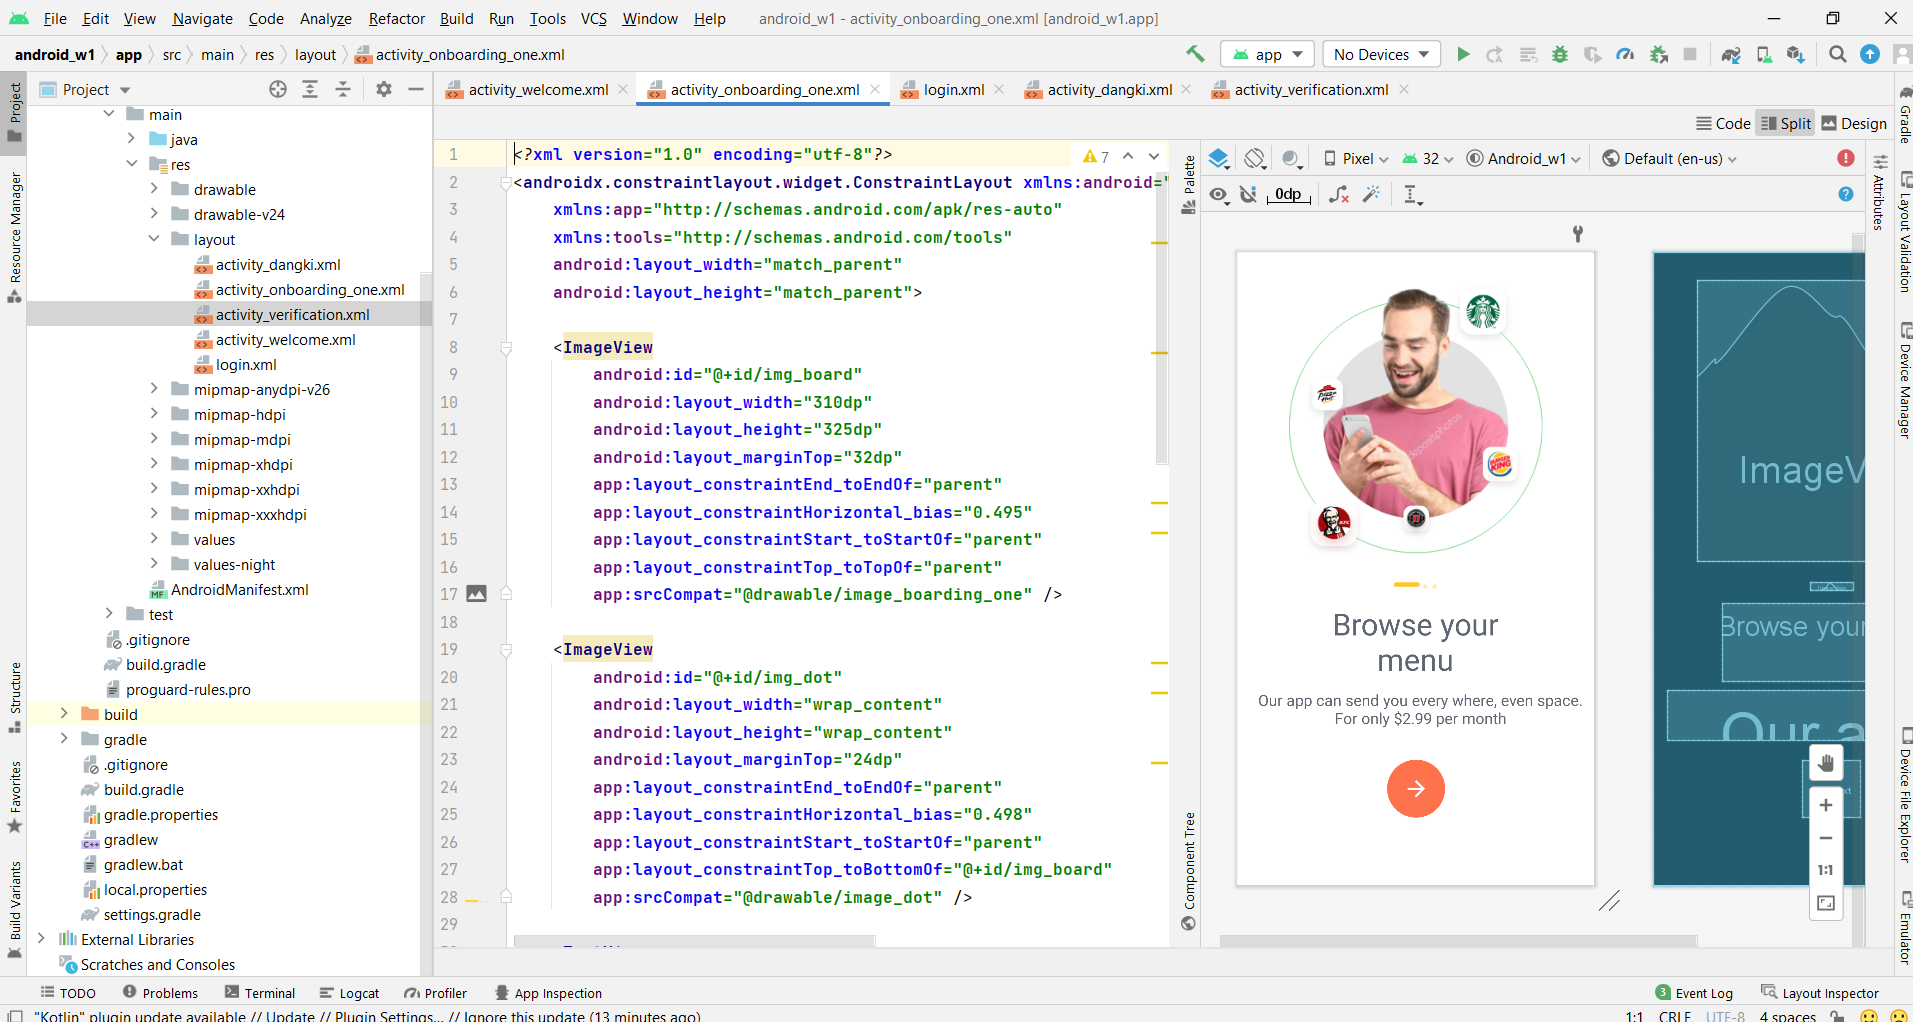 File Edit View Navigate Code Analyze Refactor Build Run Tools VCS Window Help android_w1 - activity_onboarding_one.xml [android_w1.app]
android_w1 app src main res layout activity_onboarding_one.xml app No Devices
Project
activity_welcome.xml activity_onboarding_one.xml login.xml activity_dangki.xml activity_verification.xml
Code Split Design
Project
Resource Manager
Structure
Favorites
Build Variants
main
java
res
drawable
drawable-v24
layout
activity_dangki.xml
activity_onboarding_one.xml
activity_verification.xml
activity_welcome.xml
login.xml
mipmap-anydpi-v26
mipmap-hdpi
mipmap-mdpi
mipmap-xhdpi
mipmap-xxhdpi
mipmap-xxxhdpi
values
values-night
MF AndroidManifest.xml
test
.gitignore
build.gradle
proguard-rules.pro
build
gradle
.gitignore
build.gradle
gradle.properties
C++ gradlew
gradlew.bat
local.properties
settings.gradle
External Libraries
Scratches and Consoles
1 <?xml version="1.0" encoding="utf-8"?> 7
2 <androidx.constraintlayout.widget.ConstraintLayout xmlns:android="
3 xmlns:app="http://schemas.android.com/apk/res-auto"
4 xmlns:tools="http://schemas.android.com/tools"
5 android:layout_width="match_parent"
6 android:layout_height="match_parent">
7
8 <ImageView
9 android:id="@+id/img_board"
10 android:layout_width="310dp"
11 android:layout_height="325dp"
12 android:layout_marginTop="32dp"
13 app:layout_constraintEnd_toEndOf="parent"
14 app:layout_constraintHorizontal_bias="0.495"
15 app:layout_constraintStart_toStartOf="parent"
16 app:layout_constraintTop_toTopOf="parent"
17 app:srcCompat="@drawable/image_boarding_one" />
18
19 <ImageView
20 android:id="@+id/img_dot"
21 android:layout_width="wrap_content"
22 android:layout_height="wrap_content"
23 android:layout_marginTop="24dp"
24 app:layout_constraintEnd_toEndOf="parent"
25 app:layout_constraintHorizontal_bias="0.498"
26 app:layout_constraintStart_toStartOf="parent"
27 app:layout_constraintTop_toBottomOf="@+id/img_board"
28 app:srcCompat="@drawable/image_dot" />
29
Palette
Component Tree
Pixel 32 Android_w1 Default (en-us)
0dp
Pizza Hut
BURGER KING
KFC
depositphotos
Browse your
menu
Our app can send you every where, even space.
For only $2.99 per month
ImageV
Browse your
Our a
1:1
Attributes
Gradle
Layout Validation
Device Manager
Device File Explorer
Emulator
TODO Problems Terminal Logcat Profiler App Inspection 3 Event Log Layout Inspector
"Kotlin" plugin update available // Update // Plugin Settings... // Ignore this update (13 minutes ago) 1:1 CRLF UTF-8 4 spaces